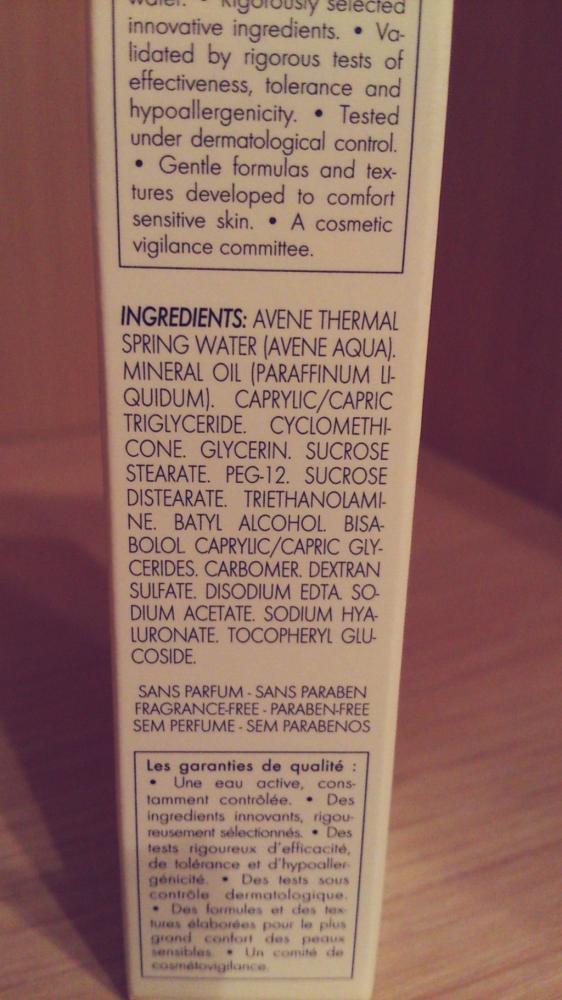 water. • Rigorously selected
innovative ingredients. • Va-
lidated by rigorous tests of
effectiveness, tolerance and
hypoallergenicity. • Tested
under dermatological control.
• Gentle formulas and tex-
tures developed to comfort
sensitive skin. • A cosmetic
vigilance committee.
INGREDIENTS: AVENE THERMAL
SPRING WATER (AVENE AQUA).
MINERAL OIL (PARAFFINUM LI-
QUIDUM). CAPRYLIC/CAPRIC
TRIGLYCERIDE. CYCLOMETHI-
CONE. GLYCERIN. SUCROSE
STEARATE. PEG-12. SUCROSE
DISTEARATE. TRIETHANOLAMI-
NE. BATYL ALCOHOL. BISA-
BOLOL. CAPRYLIC/CAPRIC GLY-
CERIDES. CARBOMER. DEXTRAN
SULFATE. DISODIUM EDTA. SO-
DIUM ACETATE. SODIUM HYA-
LURONATE. TOCOPHERYL GLU-
COSIDE.
SANS PARFUM - SANS PARABEN
FRAGRANCE-FREE - PARABEN-FREE
SEM PERFUME - SEM PARABENOS
Les garanties de qualité :
• Une eau active, cons-
tamment contrôlée. • Des
ingredients innovants, rigou-
reusement sélectionnés. • Des
tests rigoureux d'efficacité,
de tolérance et d'hypoaller-
génicité. • Des tests sous
contrôle dermatologique.
• Des formules et des tex-
tures élaborées pour le plus
grand confort des peaux
sensibles. • Un comité de
cosmétovigilance.